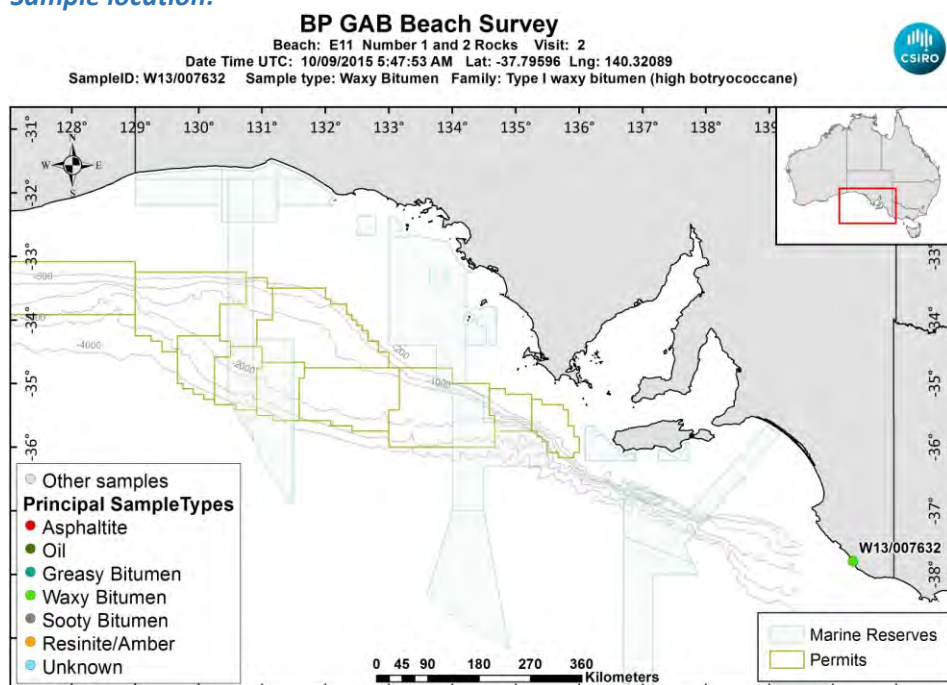 Sample location:
BP GAB Beach Survey
Beach: E11 Number 1 and 2 Rocks Visit: 2
Date Time UTC: 10/09/2015 5:47:53 AM Lat: -37.79596 Lng: 140.32089
SampleID: W13/007632 Sample type: Waxy Bitumen Family: Type I waxy bitumen (high botryococcane)
CSIRO
128° 129° 130° 131° 132° 133° 134° 135° 136° 137° 138° 139
-31°
-32°
-33°
-34°
-35°
-36°
-37°
-38°
N
W E
S
-33°
-34°
-35°
-36°
-37°
-38°
-4000
-2000
-200
-1000
W13/007632
Other samples
Principal SampleTypes
Asphaltite
Oil
Greasy Bitumen
Waxy Bitumen
Sooty Bitumen
Resinite/Amber
Unknown
0 45 90 180 270 360
Kilometers
Marine Reserves
Permits